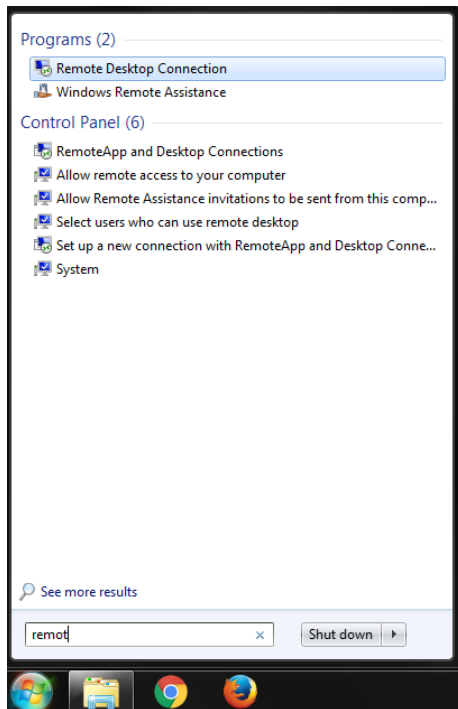 Programs (2)
Remote Desktop Connection
Windows Remote Assistance
Control Panel (6)
RemoteApp and Desktop Connections
Allow remote access to your computer
Allow Remote Assistance invitations to be sent from this comp...
Select users who can use remote desktop
Set up a new connection with RemoteApp and Desktop Conne...
System
See more results
remot
Shut down